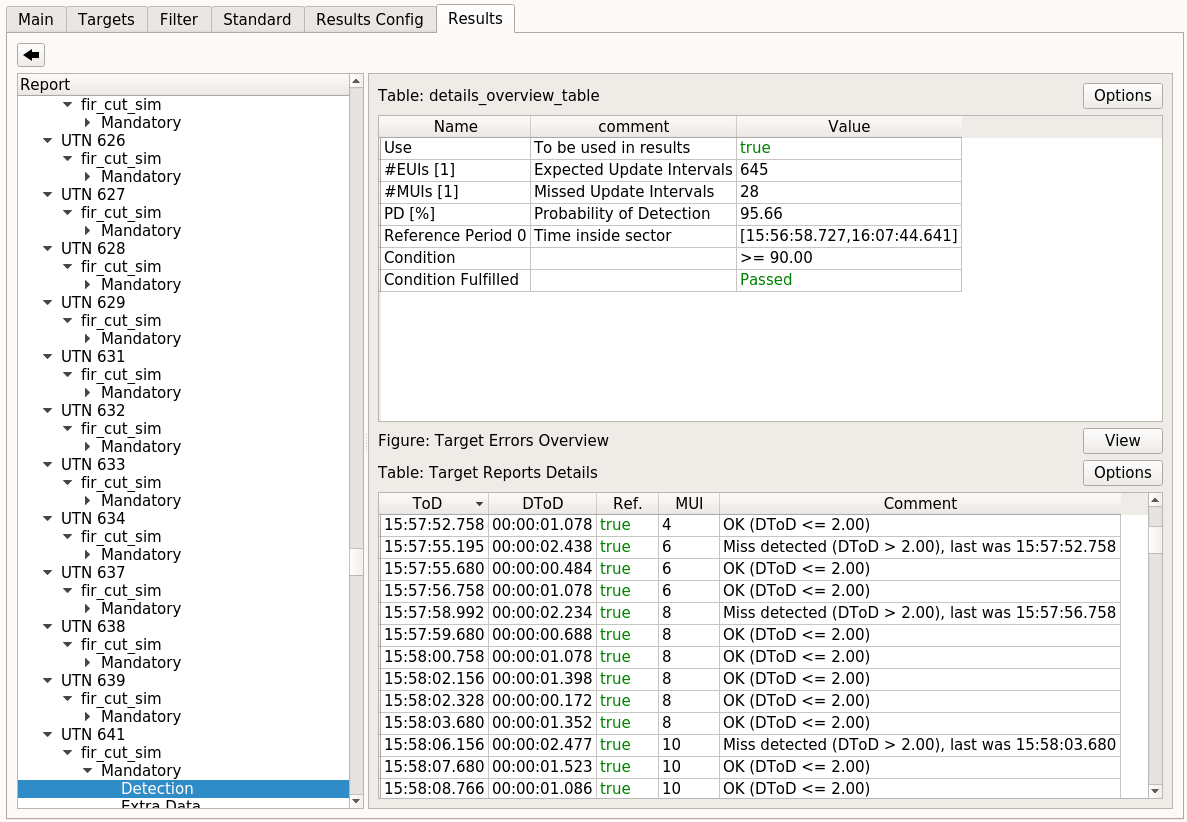 Main Targets Filter Standard Results Config Results
Report
fir_cut_sim
Mandatory
UTN 626
fir_cut_sim
Mandatory
UTN 627
fir_cut_sim
Mandatory
UTN 628
fir_cut_sim
Mandatory
UTN 629
fir_cut_sim
Mandatory
UTN 631
fir_cut_sim
Mandatory
UTN 632
fir_cut_sim
Mandatory
UTN 633
fir_cut_sim
Mandatory
UTN 634
fir_cut_sim
Mandatory
UTN 637
fir_cut_sim
Mandatory
UTN 638
fir_cut_sim
Mandatory
UTN 639
fir_cut_sim
Mandatory
UTN 641
fir_cut_sim
Mandatory
Detection
Extra Data
Table: details_overview_table Options
Name comment Value
Use To be used in results true
#EUIs [1] Expected Update Intervals 645
#MUIs [1] Missed Update Intervals 28
PD [%] Probability of Detection 95.66
Reference Period 0 Time inside sector [15:56:58.727,16:07:44.641]
Condition >= 90.00
Condition Fulfilled Passed
Figure: Target Errors Overview View
Table: Target Reports Details Options
ToD DToD Ref. MUI Comment
15:57:52.758 00:00:01.078 true 4 OK (DToD <= 2.00)
15:57:55.195 00:00:02.438 true 6 Miss detected (DToD > 2.00), last was 15:57:52.758
15:57:55.680 00:00:00.484 true 6 OK (DToD <= 2.00)
15:57:56.758 00:00:01.078 true 6 OK (DToD <= 2.00)
15:57:58.992 00:00:02.234 true 8 Miss detected (DToD > 2.00), last was 15:57:56.758
15:57:59.680 00:00:00.688 true 8 OK (DToD <= 2.00)
15:58:00.758 00:00:01.078 true 8 OK (DToD <= 2.00)
15:58:02.156 00:00:01.398 true 8 OK (DToD <= 2.00)
15:58:02.328 00:00:00.172 true 8 OK (DToD <= 2.00)
15:58:03.680 00:00:01.352 true 8 OK (DToD <= 2.00)
15:58:06.156 00:00:02.477 true 10 Miss detected (DToD > 2.00), last was 15:58:03.680
15:58:07.680 00:00:01.523 true 10 OK (DToD <= 2.00)
15:58:08.766 00:00:01.086 true 10 OK (DToD <= 2.00)